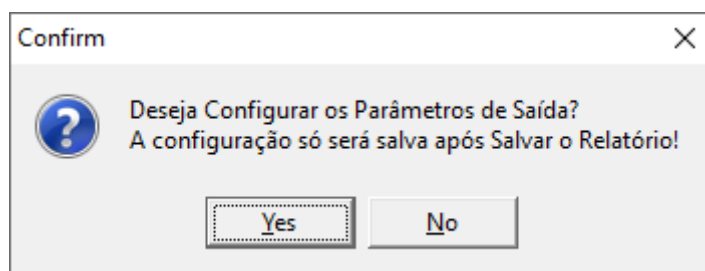 Confirm
Deseja Configurar os Parâmetros de Saída?
A configuração só será salva após Salvar o Relatório!
Yes
No